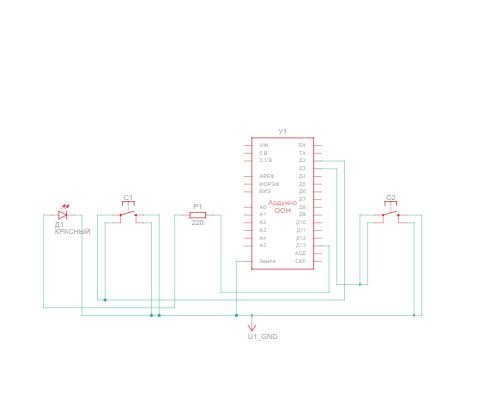 У1
VIN
5 В
3,3 В
АРЕФ
ИОРЭФ
ВИЭ
А0
А1
А2
А3
А4
А5
Земля
RX
TX
Д2
Д3
Д4
Д5
Д6
Д7
Д8
Д9
Д10
Д11
Д12
Д13
АСД
Ардуино
ООН
Д1
КРАСНЫЙ
С1
Р1
220
С2
U1_GND